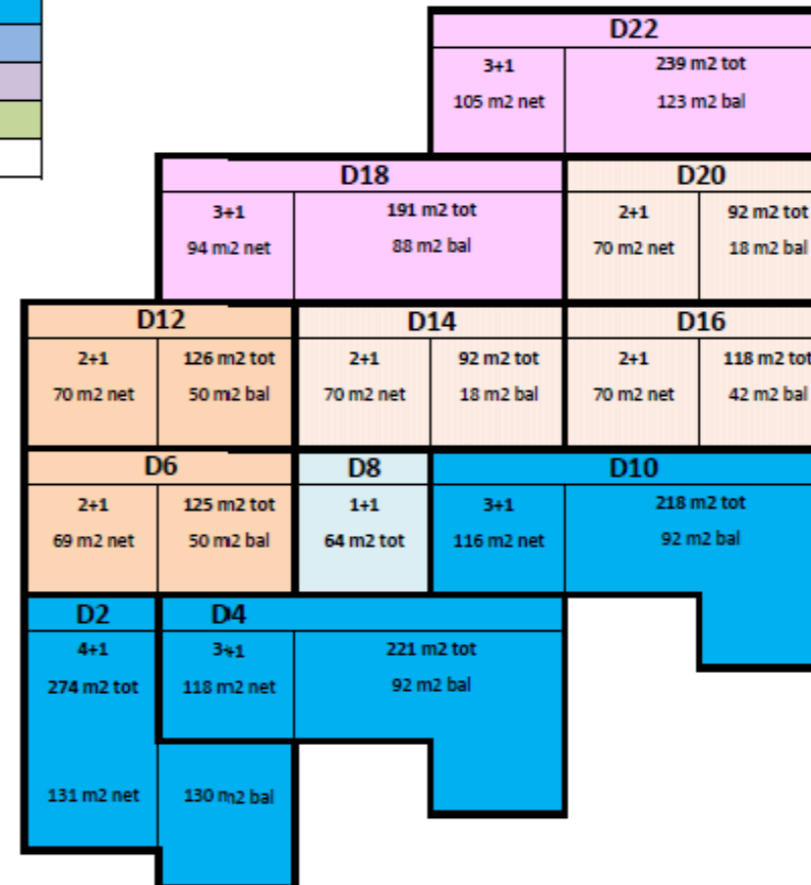 D22
3+1 239 m2 tot
105 m2 net 123 m2 bal
D18 D20
3+1 191 m2 tot 2+1 92 m2 tot
94 m2 net 88 m2 bal 70 m2 net 18 m2 bal
D12 D14 D16
2+1 126 m2 tot 2+1 92 m2 tot 2+1 118 m2 tot
70 m2 net 50 m2 bal 70 m2 net 18 m2 bal 70 m2 net 42 m2 bal
D6 D8 D10
2+1 125 m2 tot 1+1 3+1 218 m2 tot
69 m2 net 50 m2 bal 64 m2 tot 116 m2 net 92 m2 bal
D2 D4
4+1 3+1 221 m2 tot
274 m2 tot 118 m2 net 92 m2 bal
131 m2 net 130 m2 bal